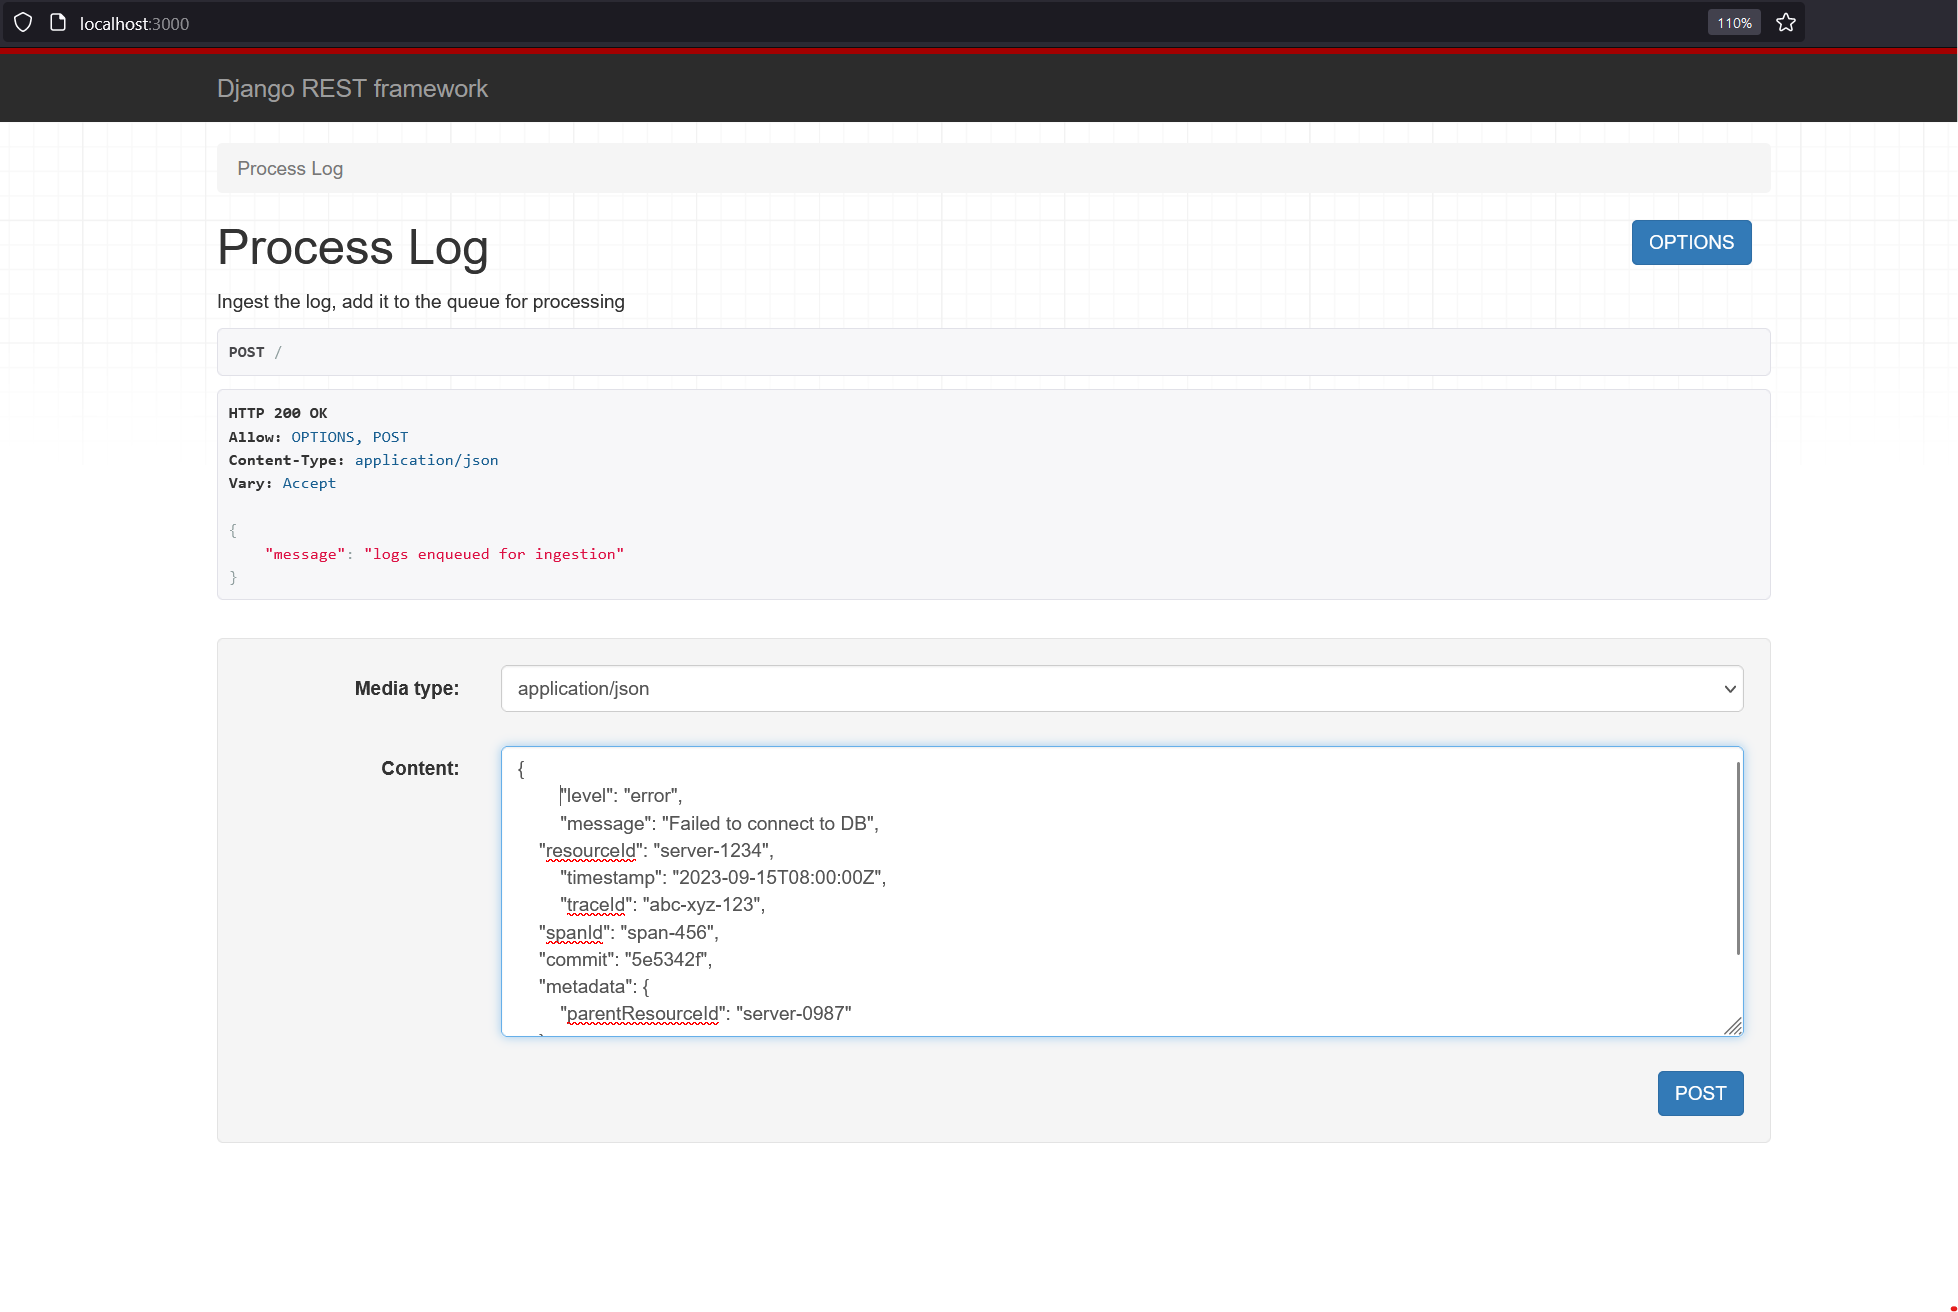 localhost:3000
110%
Django REST framework
Process Log
Process Log
OPTIONS
Ingest the log, add it to the queue for processing
POST /
HTTP 200 OK
Allow: OPTIONS, POST
Content-Type: application/json
Vary: Accept
{
"message": "logs enqueued for ingestion"
}
Media type:
application/json
Content:
{
"level": "error",
"message": "Failed to connect to DB",
"resourceId": "server-1234",
"timestamp": "2023-09-15T08:00:00Z",
"traceId": "abc-xyz-123",
"spanId": "span-456",
"commit": "5e5342f",
"metadata": {
"parentResourceId": "server-0987"
POST